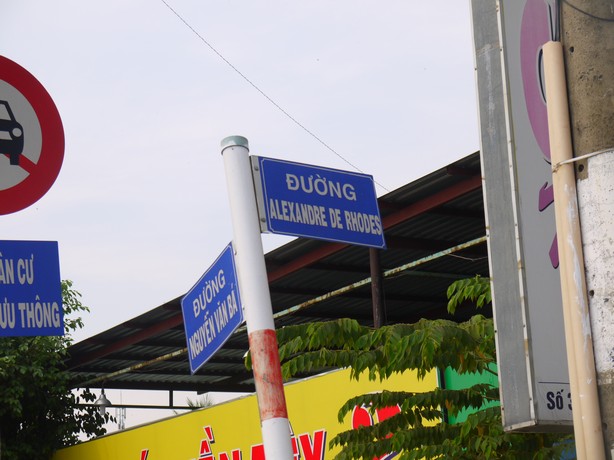 ĐƯỜNG
ALEXANDRE DE RHODES
ĐƯỜNG
NGUYỄN VĂN BÁ
ÂN CƯ
ƯU THÔNG
SỐ 3